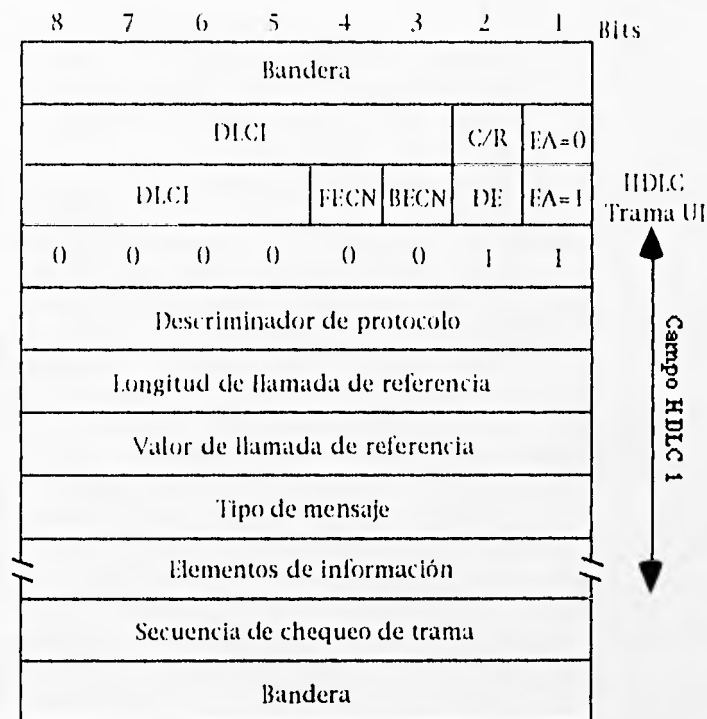 8 7 6 5 4 3 2 1 Bits
Bandera
DLCI C/R EA=0
DLCI FECN BECN DE EA=1
HDLC
Trama UI
0 0 0 0 0 0 1 1
Descriminador de protocolo
Longitud de llamada de referencia
Valor de llamada de referencia
Tipo de mensaje
Elementos de información
Secuencia de chequeo de trama
Bandera
Campo HDLC 1